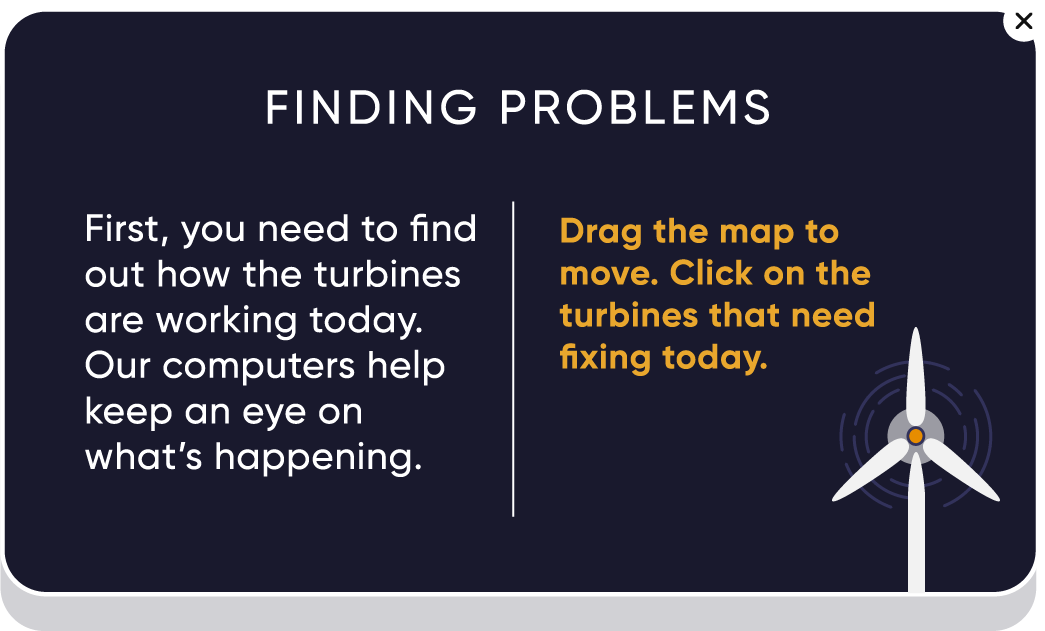 FINDING PROBLEMS
First, you need to find
out how the turbines
are working today.
Our computers help
keep an eye on
what’s happening.
Drag the map to
move. Click on the
turbines that need
fixing today.